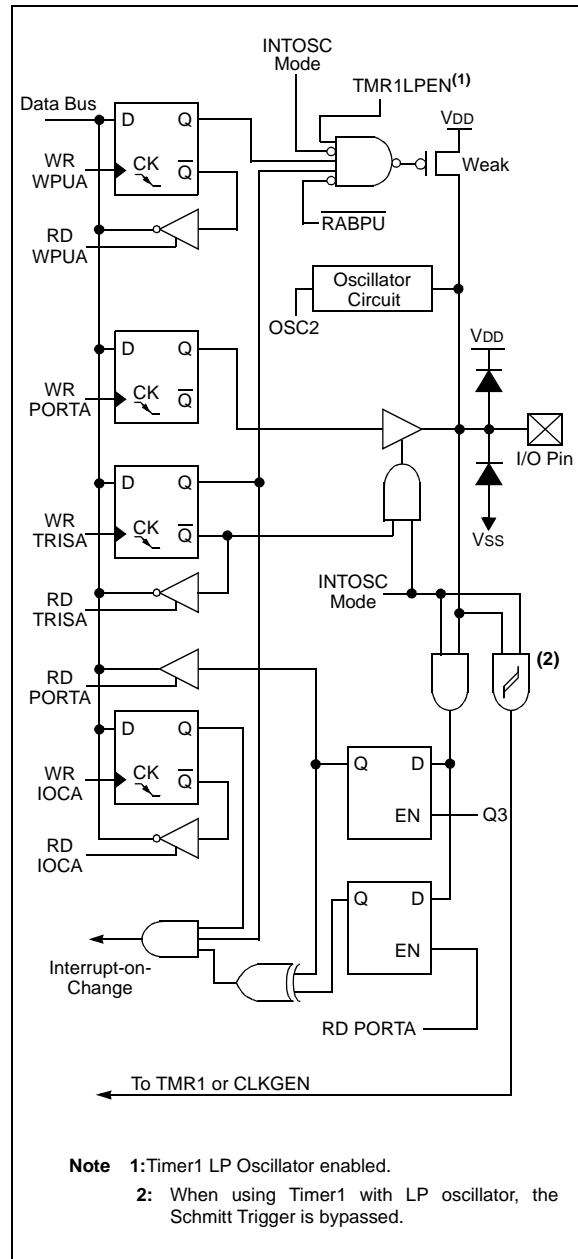 INTOSC
Mode
TMR1LPEN(1)
VDD
Data Bus
D Q
WR
WPUA
CK Q
Weak
RD
WPUA
RABPU
Oscillator
Circuit
OSC2
VDD
D Q
WR
PORTA
CK Q
I/O Pin
D Q
WR
TRISA
CK Q
VSS
RD
TRISA
INTOSC
Mode
RD
PORTA
(2)
D Q
WR
IOCA
CK Q
Q D
EN
Q3
RD
IOCA
Q D
EN
Interrupt-on-
Change
RD PORTA
To TMR1 or CLKGEN
Note 1:Timer1 LP Oscillator enabled.
2: When using Timer1 with LP oscillator, the
Schmitt Trigger is bypassed.